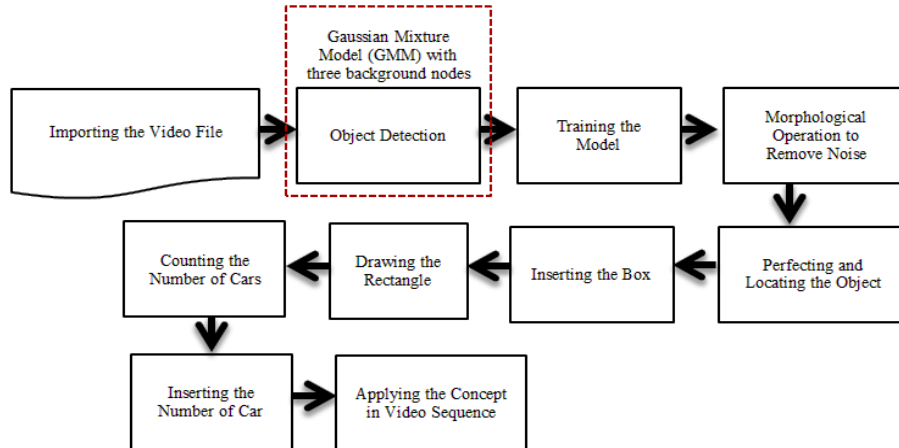 Gaussian Mixture
Model (GMM) with
three background nodes
Importing the Video File
Object Detection
Training the
Model
Morphological
Operation to
Remove Noise
Counting the
Number of Cars
Drawing the
Rectangle
Inserting the Box
Perfecting and
Locating the Object
Inserting the
Number of Car
Applying the Concept
in Video Sequence